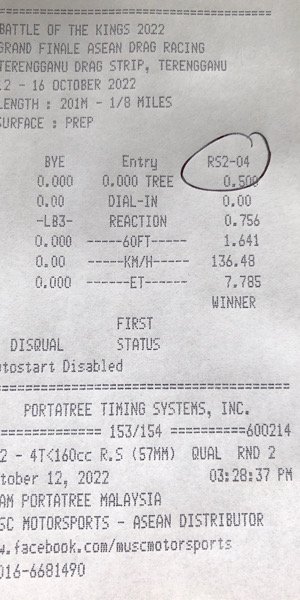 BATTLE OF THE KINGS 2022
GRAND FINALE ASEAN DRAG RACING
TERENGGANU DRAG STRIP, TERENGGANU
12 - 16 OCTOBER 2022
LENGTH : 201M - 1/8 MILES
SURFACE : PREP
BYE Entry RS2-04
0.000 0.000 TREE 0.500
0.00 DIAL-IN 0.00
-LB3- REACTION 0.756
0.000 ------60FT------ 1.641
0.00 -----KM/H----- 136.48
0.000 ------ET------ 7.785
WINNER
FIRST
DISQUAL STATUS
utostart Disabled
PORTATREE TIMING SYSTEMS, INC.
============ 153/154 ==========600214
2 - 4T<160cc R.S (57MM) QUAL RND 2
tober 12, 2022 03:28:37 PM
AM PORTATREE MALAYSIA
SC MOTORSPORTS - ASEAN DISTRIBUTOR
w.facebook.com/muscmotorsports
016-6681490